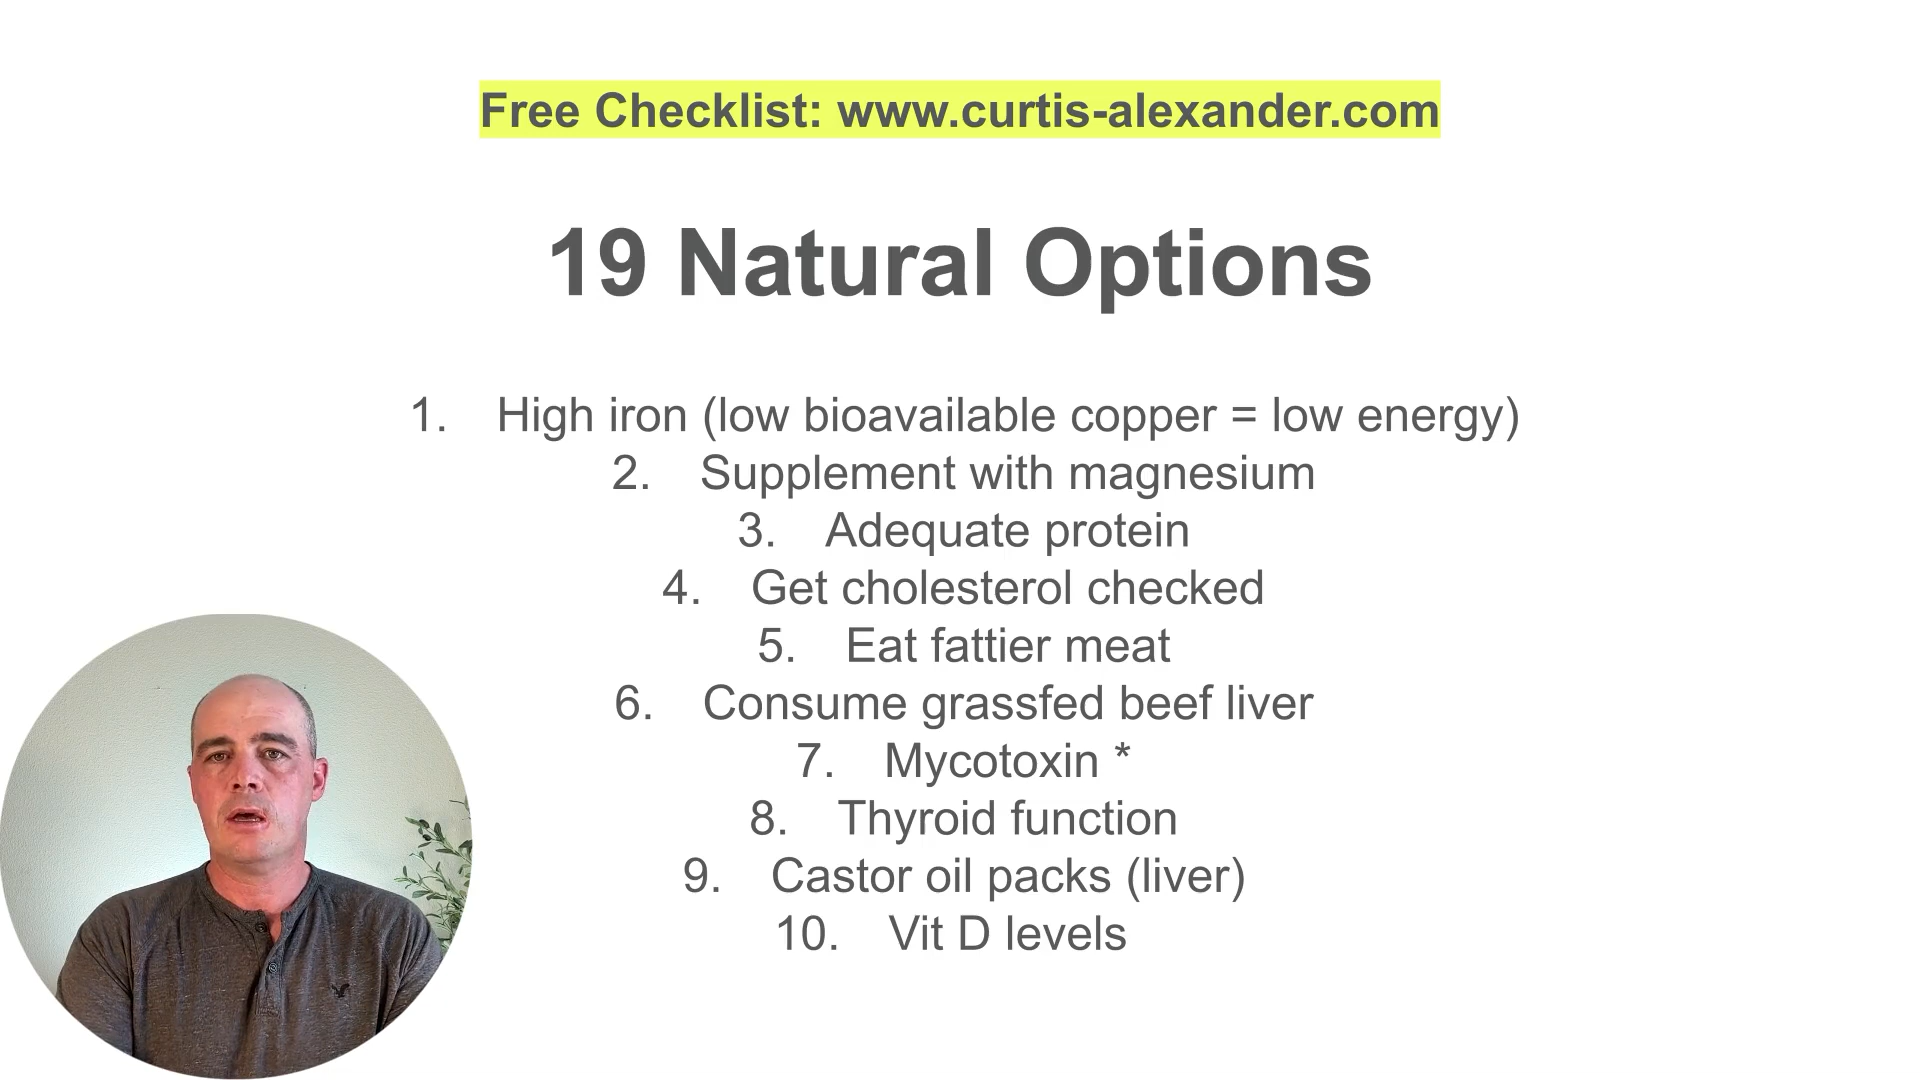 Free Checklist: www.curtis-alexander.com
19 Natural Options
1. High iron (low bioavailable copper = low energy)
2. Supplement with magnesium
3. Adequate protein
4. Get cholesterol checked
5. Eat fattier meat
6. Consume grassfed beef liver
7. Mycotoxin *
8. Thyroid function
9. Castor oil packs (liver)
10. Vit D levels